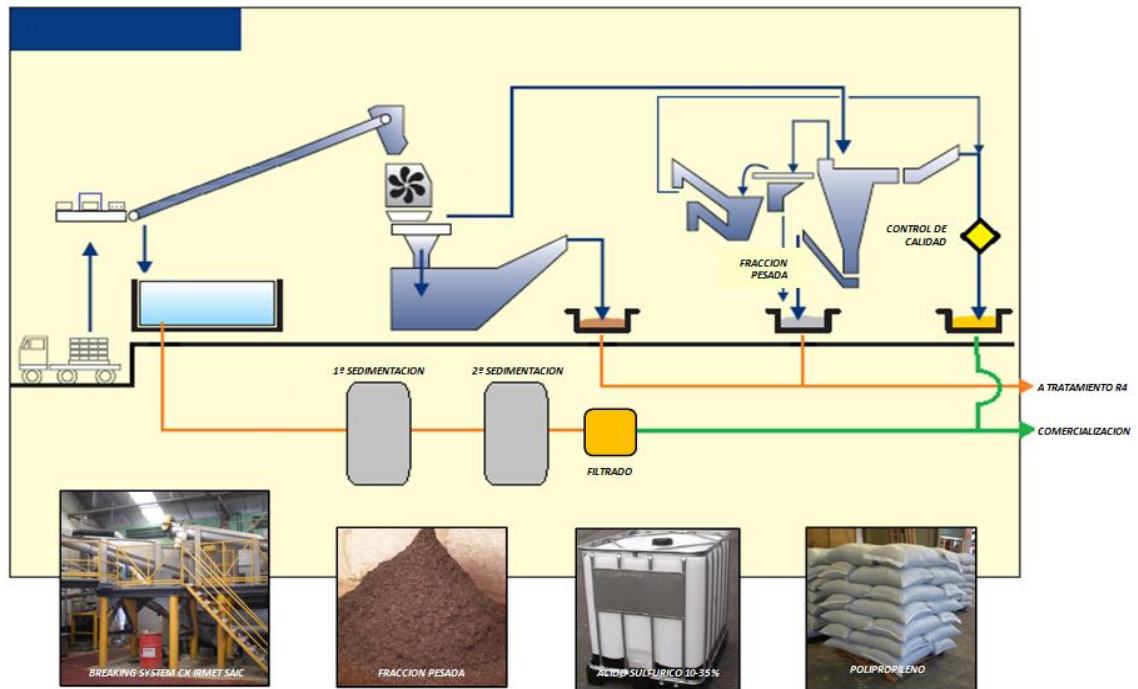 CONTROL DE
CALIDAD
FRACCION
PESADA
1º SEDIMENTACION
2º SEDIMENTACION
A TRATAMIENTO R4
COMERCIALIZACION
FILTRADO
BREAKING SYSTEM CX IRMET SAIC
FRACCION PESADA
ACIDO SULFURICO 10-35%
POLIPROPILENO